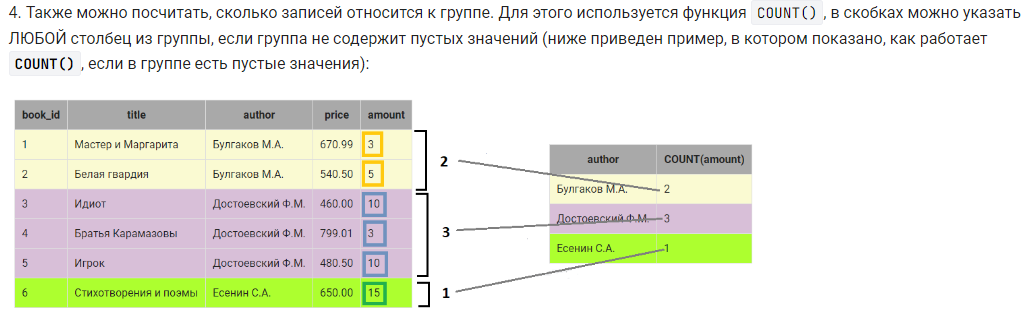 4. Также можно посчитать, сколько записей относится к группе. Для этого используется функция COUNT() , в скобках можно указать
ЛЮБОЙ столбец из группы, если группа не содержит пустых значений (ниже приведен пример, в котором показано, как работает
COUNT() , если в группе есть пустые значения):
book_id title author price amount
1 Мастер и Маргарита Булгаков М.А. 670.99 3
2 Белая гвардия Булгаков М.А. 540.50 5
3 Идиот Достоевский Ф.М. 460.00 10
4 Братья Карамазовы Достоевский Ф.М. 799.01 3
5 Игрок Достоевский Ф.М. 480.50 10
6 Стихотворения и поэмы Есенин С.А. 650.00 15
2
3
1
author COUNT(amount)
Булгаков М.А. 2
Достоевский Ф.М. 3
Есенин С.А. 1